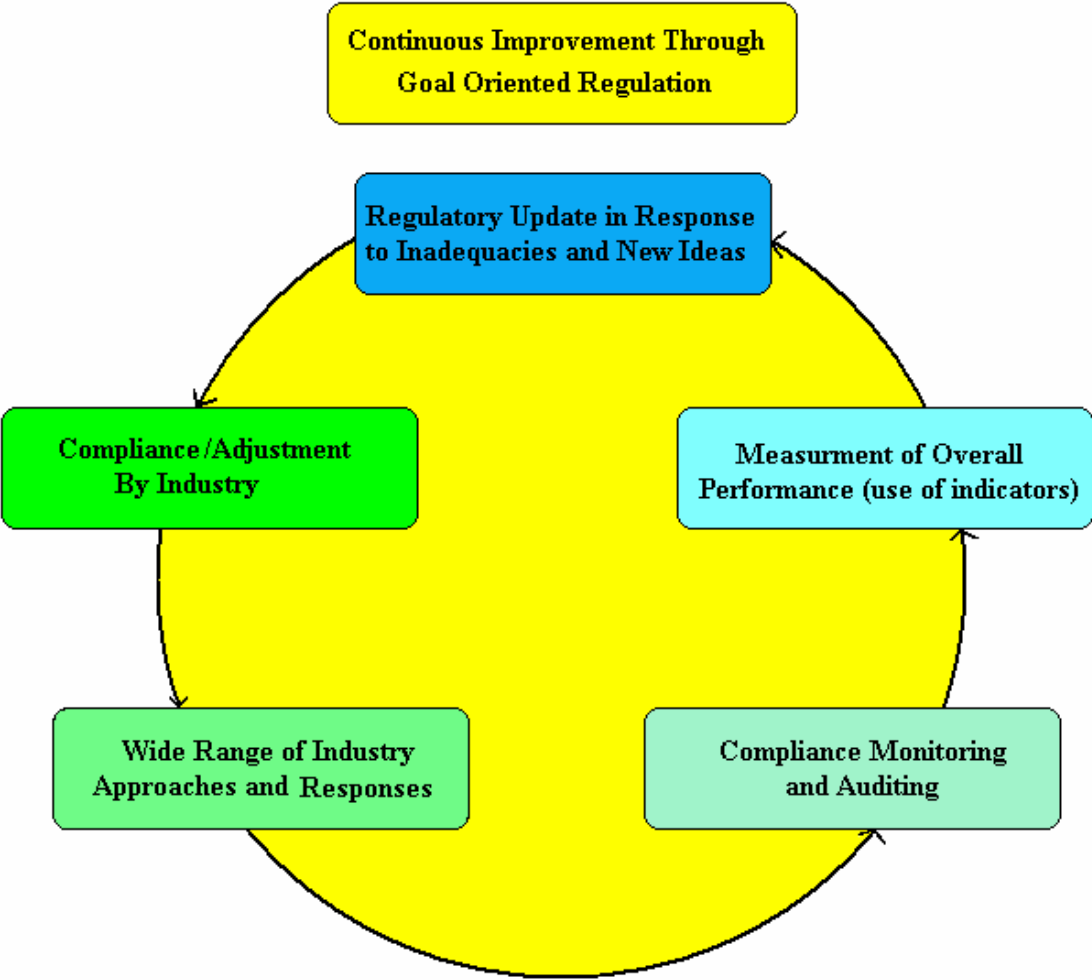 Continuous Improvement Through
Goal Oriented Regulation
Regulatory Update in Response
to Inadequacies and New Ideas
Compliance/Adjustment
By Industry
Measurment of Overall
Performance (use of indicators)
Wide Range of Industry
Approaches and Responses
Compliance Monitoring
and Auditing